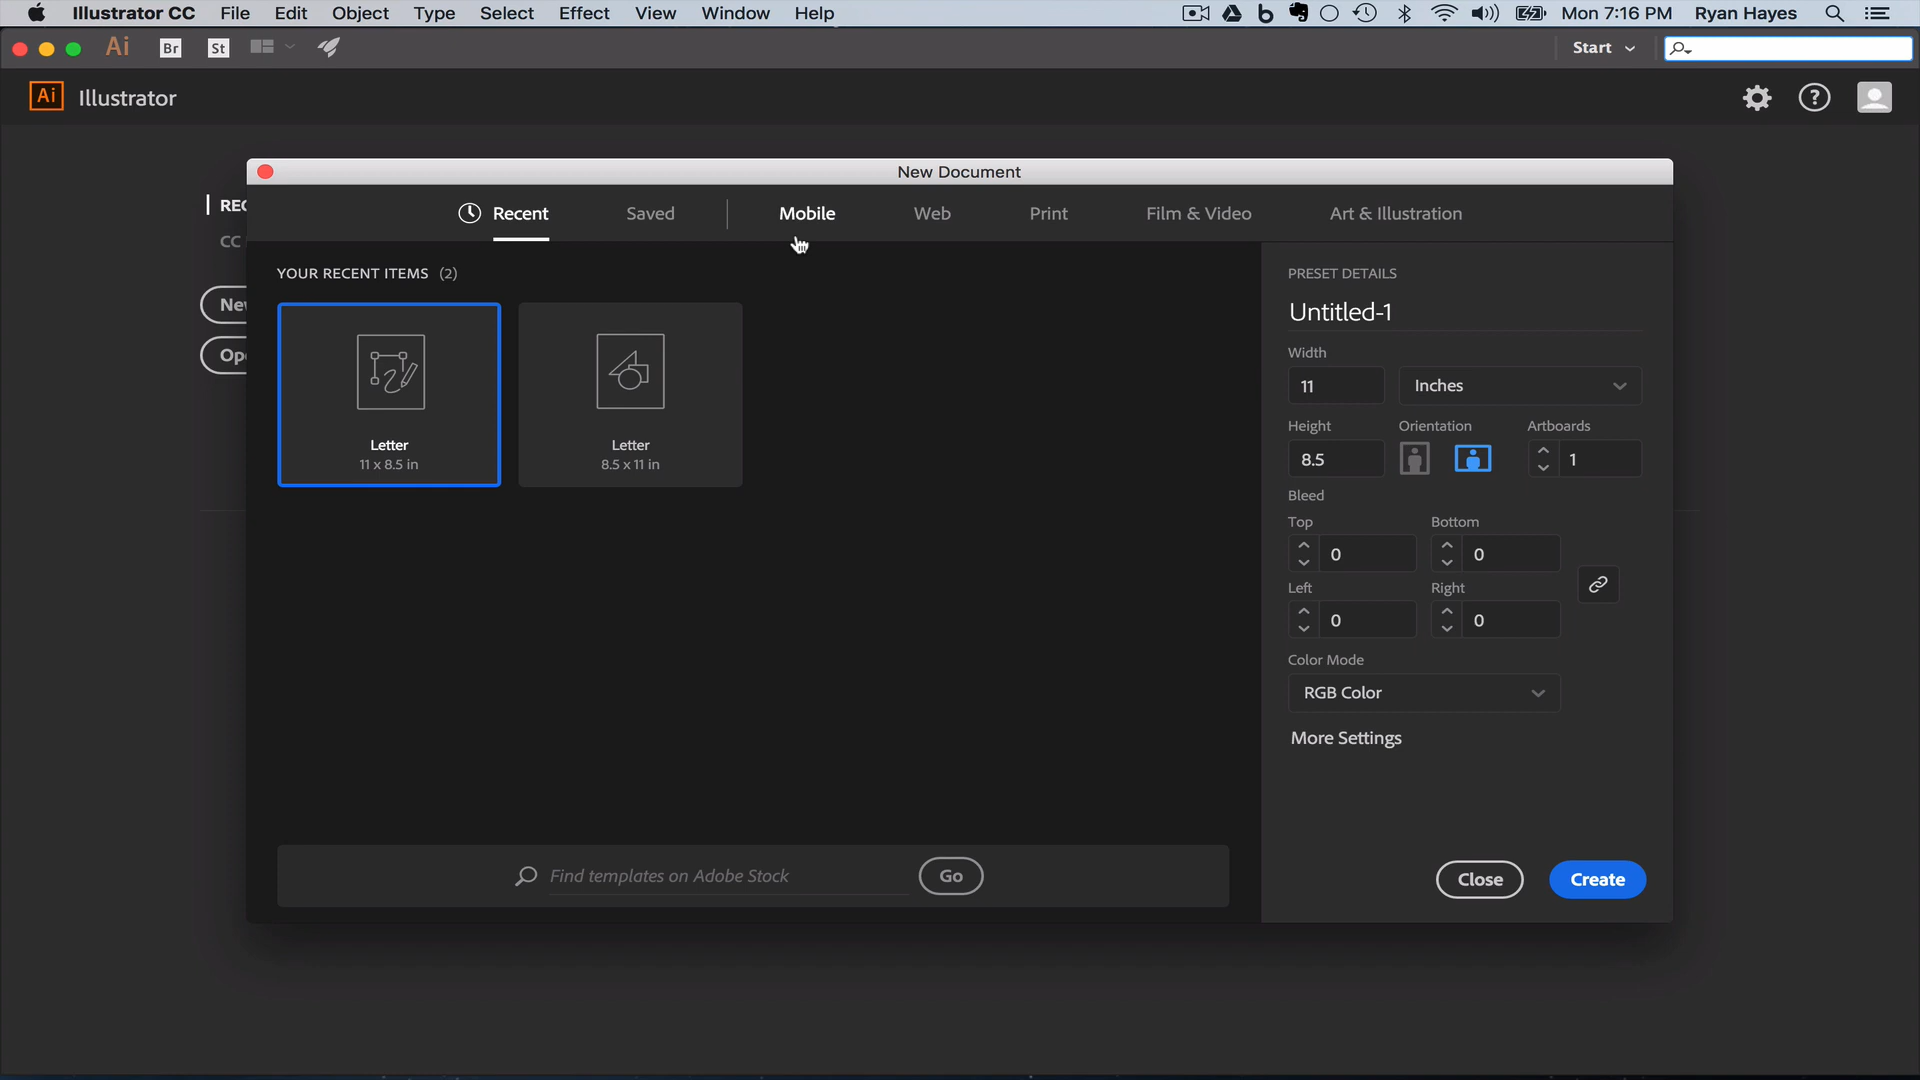 Illustrator CC File Edit Object Type Select Effect View Window Help Mon 7:16 PM Ryan Hayes
Ai Br St Start
Ai Illustrator
New Document
REC
CC
New
Ope
Recent Saved Mobile Web Print Film & Video Art & Illustration
YOUR RECENT ITEMS (2)
Letter
11 x 8.5 in
Letter
8.5 x 11 in
Find templates on Adobe Stock Go
PRESET DETAILS
Untitled-1
Width
11 Inches
Height Orientation Artboards
8.5 1
Bleed
Top Bottom
0 0
Left Right
0 0
Color Mode
RGB Color
More Settings
Close Create